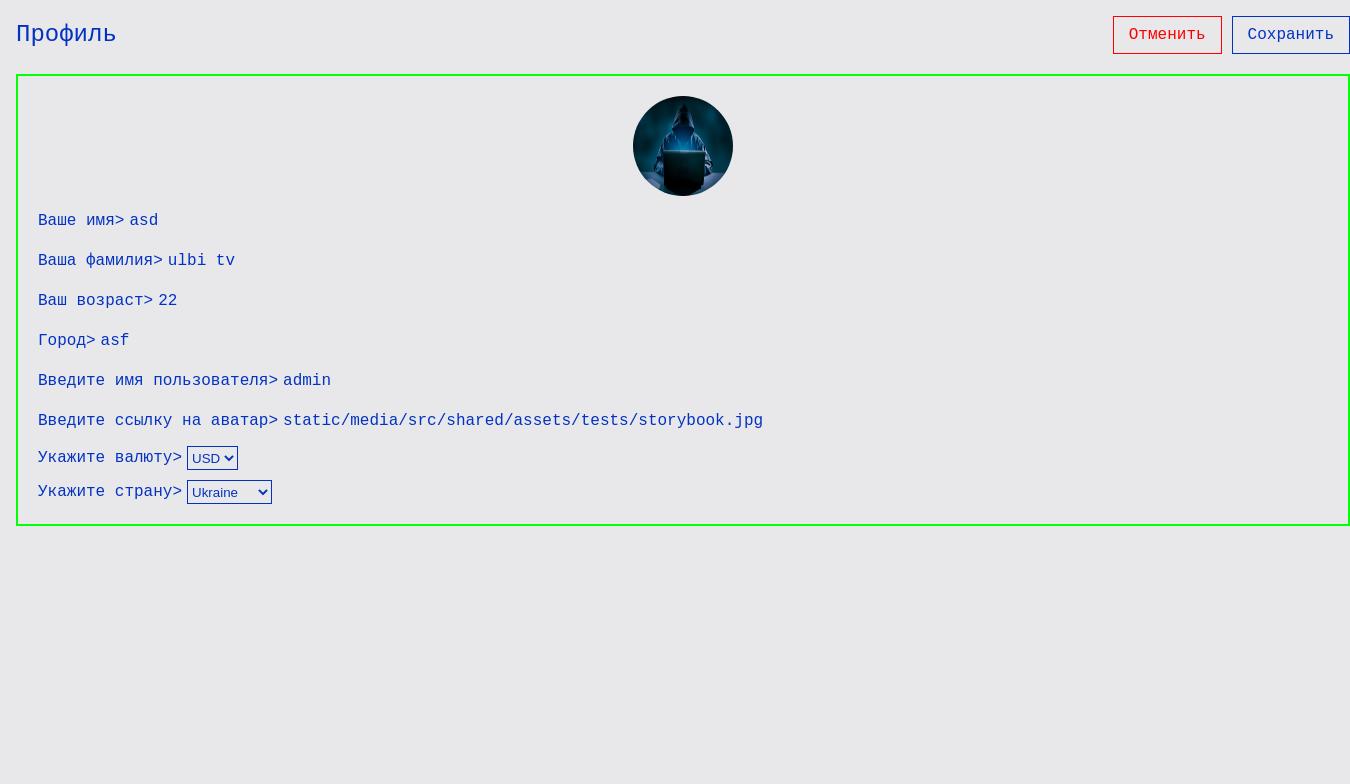 Профиль
Отменить
Сохранить
Ваше имя> asd
Ваша фамилия> ulbi tv
Ваш возраст> 22
Город> asf
Введите имя пользователя> admin
Введите ссылку на аватар> static/media/src/shared/assets/tests/storybook.jpg
Укажите валюту> USD
Укажите страну> Ukraine